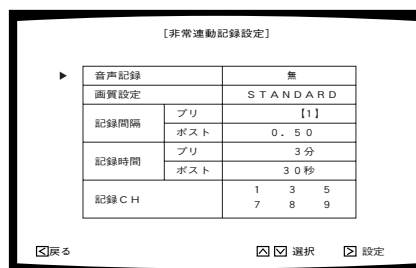 [非常連動記録設定]
▶ 音声記録 無
画質設定 STANDARD
記録間隔 プリ 【1】
ポスト 0．50
記録時間 プリ 3分
ポスト 30秒
記録CH 1 3 5
7 8 9
<戻る ∧ ∨ 選択 > 設定